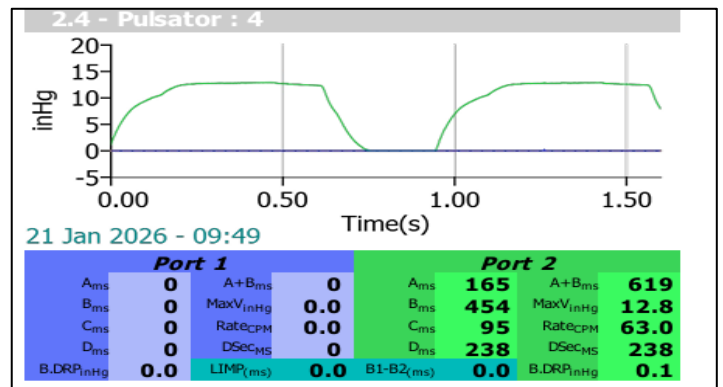 2.4 - Pulsator : 4
20
15
10
5
0
-5
inHg
0.00 0.50 1.00 1.50
Time(s)
21 Jan 2026 - 09:49
Port 1 Port 2
Ams 0 A+Bms 0 Ams 165 A+Bms 619
Bms 0 MaxVinHg 0.0 Bms 454 MaxVinHg 12.8
Cms 0 RateCPM 0.0 Cms 95 RateCPM 63.0
Dms 0 DSecMS 0 Dms 238 DSecMS 238
B.DRPinHg 0.0 LIMP(ms) 0.0 B1-B2(ms) 0.0 B.DRPinHg 0.1